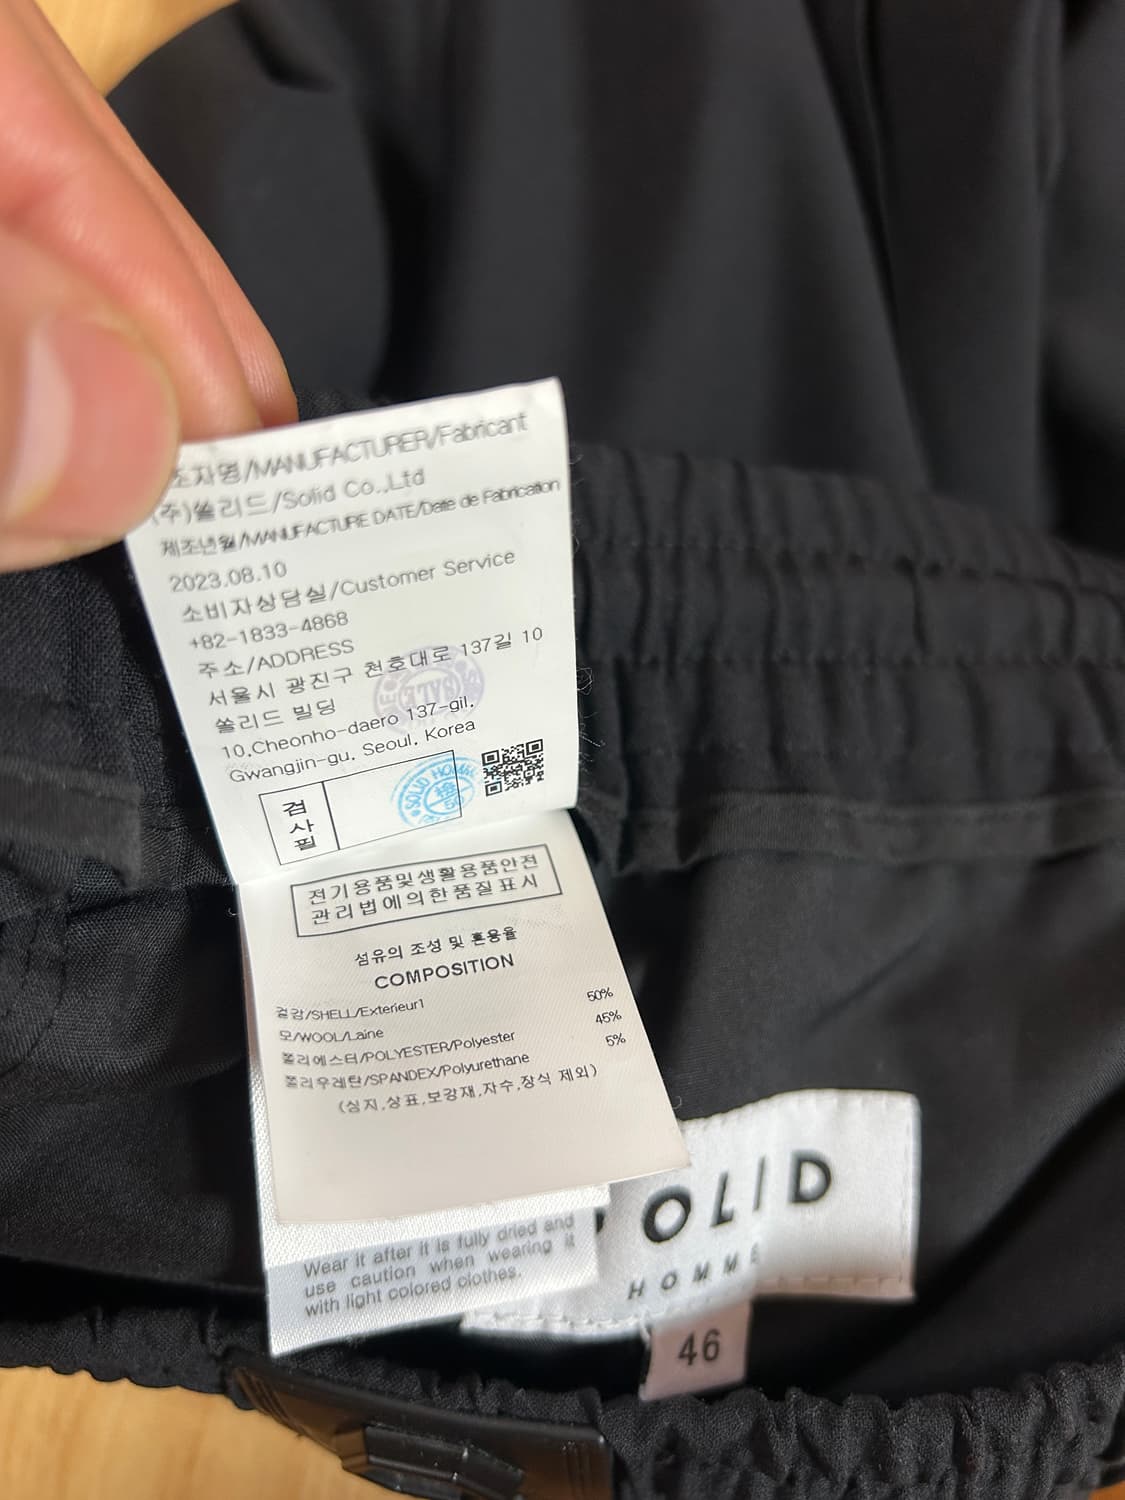 조자명/MANUFACTURER/Fabricant
(주)쏠리드/Solid Co.,Ltd
제조년월/MANUFACTURE DATE/Date de Fabrication
2023.08.10
소비자상담실/Customer Service
+82-1833-4868
주소/ADDRESS
서울시 광진구 천호대로 137길 10
쏠리드 빌딩
10,Cheonho-daero 137-gil,
Gwangjin-gu, Seoul, Korea
검사필
SOLID HOMME
전기용품및생활용품안전
관리법에의한품질표시
섬유의 조성 및 혼용율
COMPOSITION
겉감/SHELL/Exterieur1
모/WOOL/Laine 50%
폴리에스터/POLYESTER/Polyester 45%
폴리우레탄/SPANDEX/Polyurethane 5%
(심지,상표,보강재,자수,장식 제외)
Wear it after it is fully dried and
use caution when wearing it
with light colored clothes.
OLID
HOMME
46